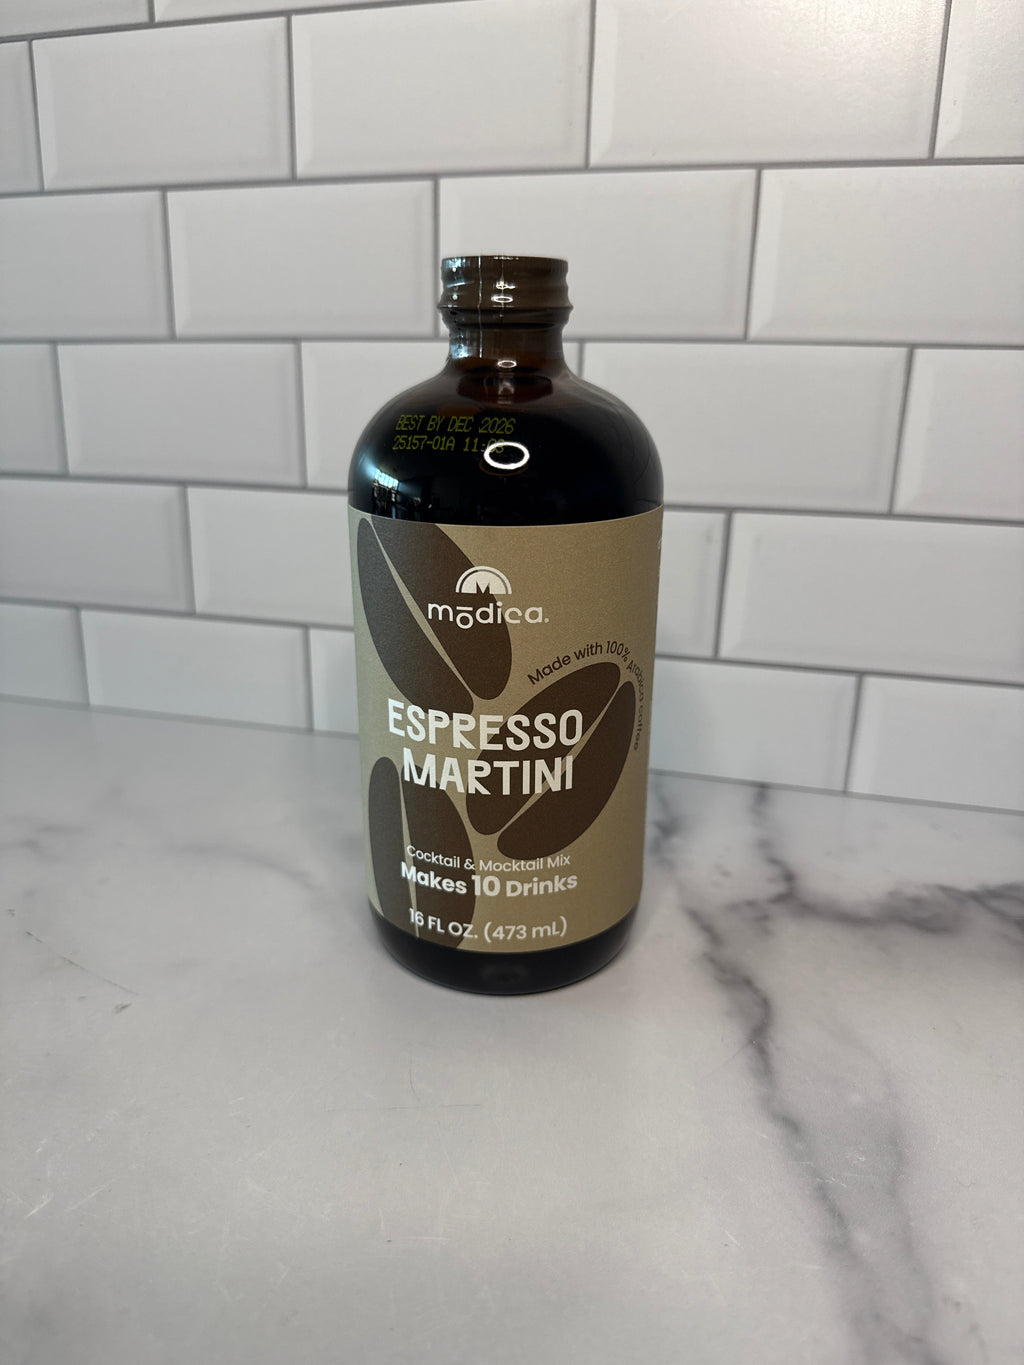 BEST BY DEC 2026
25157-01A 11:
M
mōdica®
Made with 100% Arabica coffee
ESPRESSO
MARTINI
Cocktail & Mocktail Mix
Makes 10 Drinks
16 FL OZ. (473 mL)